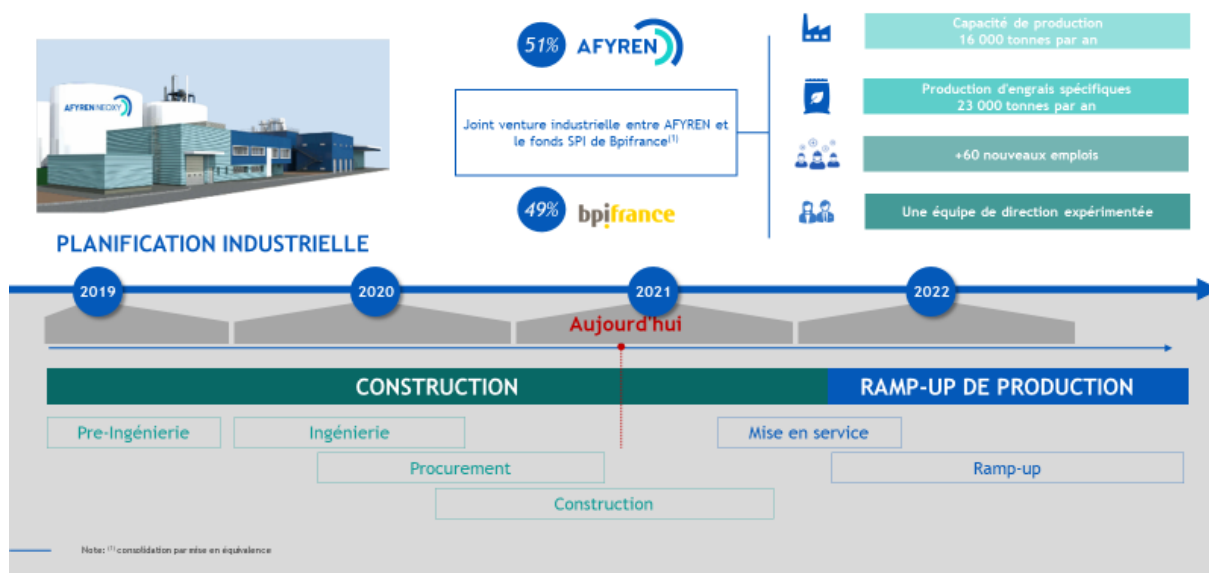 AFYREN NEOXY
51% AFYREN
Joint venture industrielle entre AFYREN et
le fonds SPI de Bpifrance(1)
49% bpifrance
Capacité de production
16 000 tonnes par an
Production d'engrais spécifiques
23 000 tonnes par an
+60 nouveaux emplois
Une équipe de direction expérimentée
PLANIFICATION INDUSTRIELLE
2019 2020 2021 2022
Aujourd'hui
CONSTRUCTION RAMP-UP DE PRODUCTION
Pre-Ingénierie Ingénierie Mise en service
Procurement Ramp-up
Construction
Note: (1) consolidation par mise en équivalence